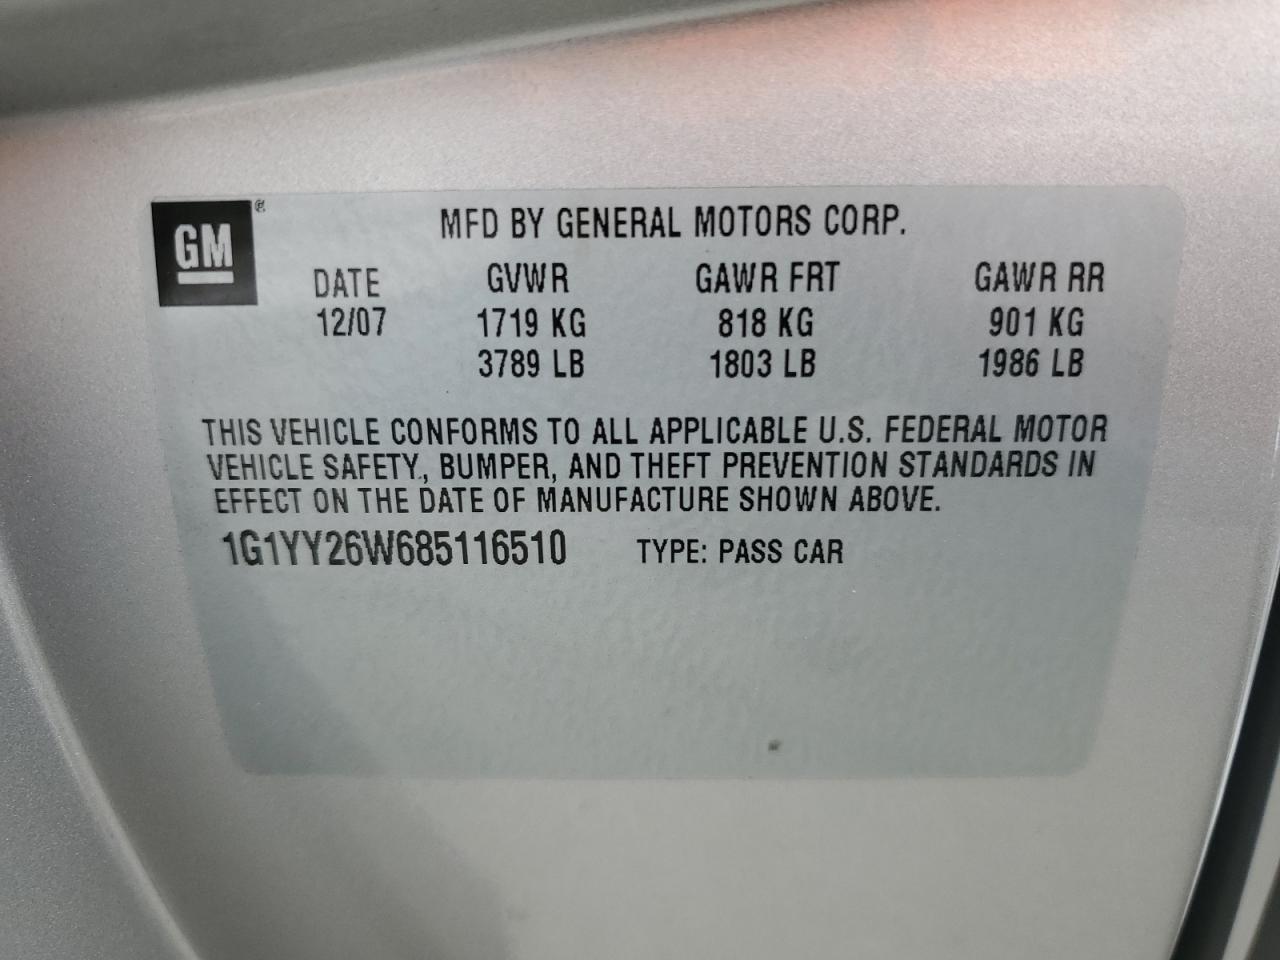 GM®
MFD BY GENERAL MOTORS CORP.
DATE GVWR GAWR FRT GAWR RR
12/07 1719 KG 818 KG 901 KG
3789 LB 1803 LB 1986 LB
THIS VEHICLE CONFORMS TO ALL APPLICABLE U.S. FEDERAL MOTOR
VEHICLE SAFETY, BUMPER, AND THEFT PREVENTION STANDARDS IN
EFFECT ON THE DATE OF MANUFACTURE SHOWN ABOVE.
1G1YY26W685116510 TYPE: PASS CAR